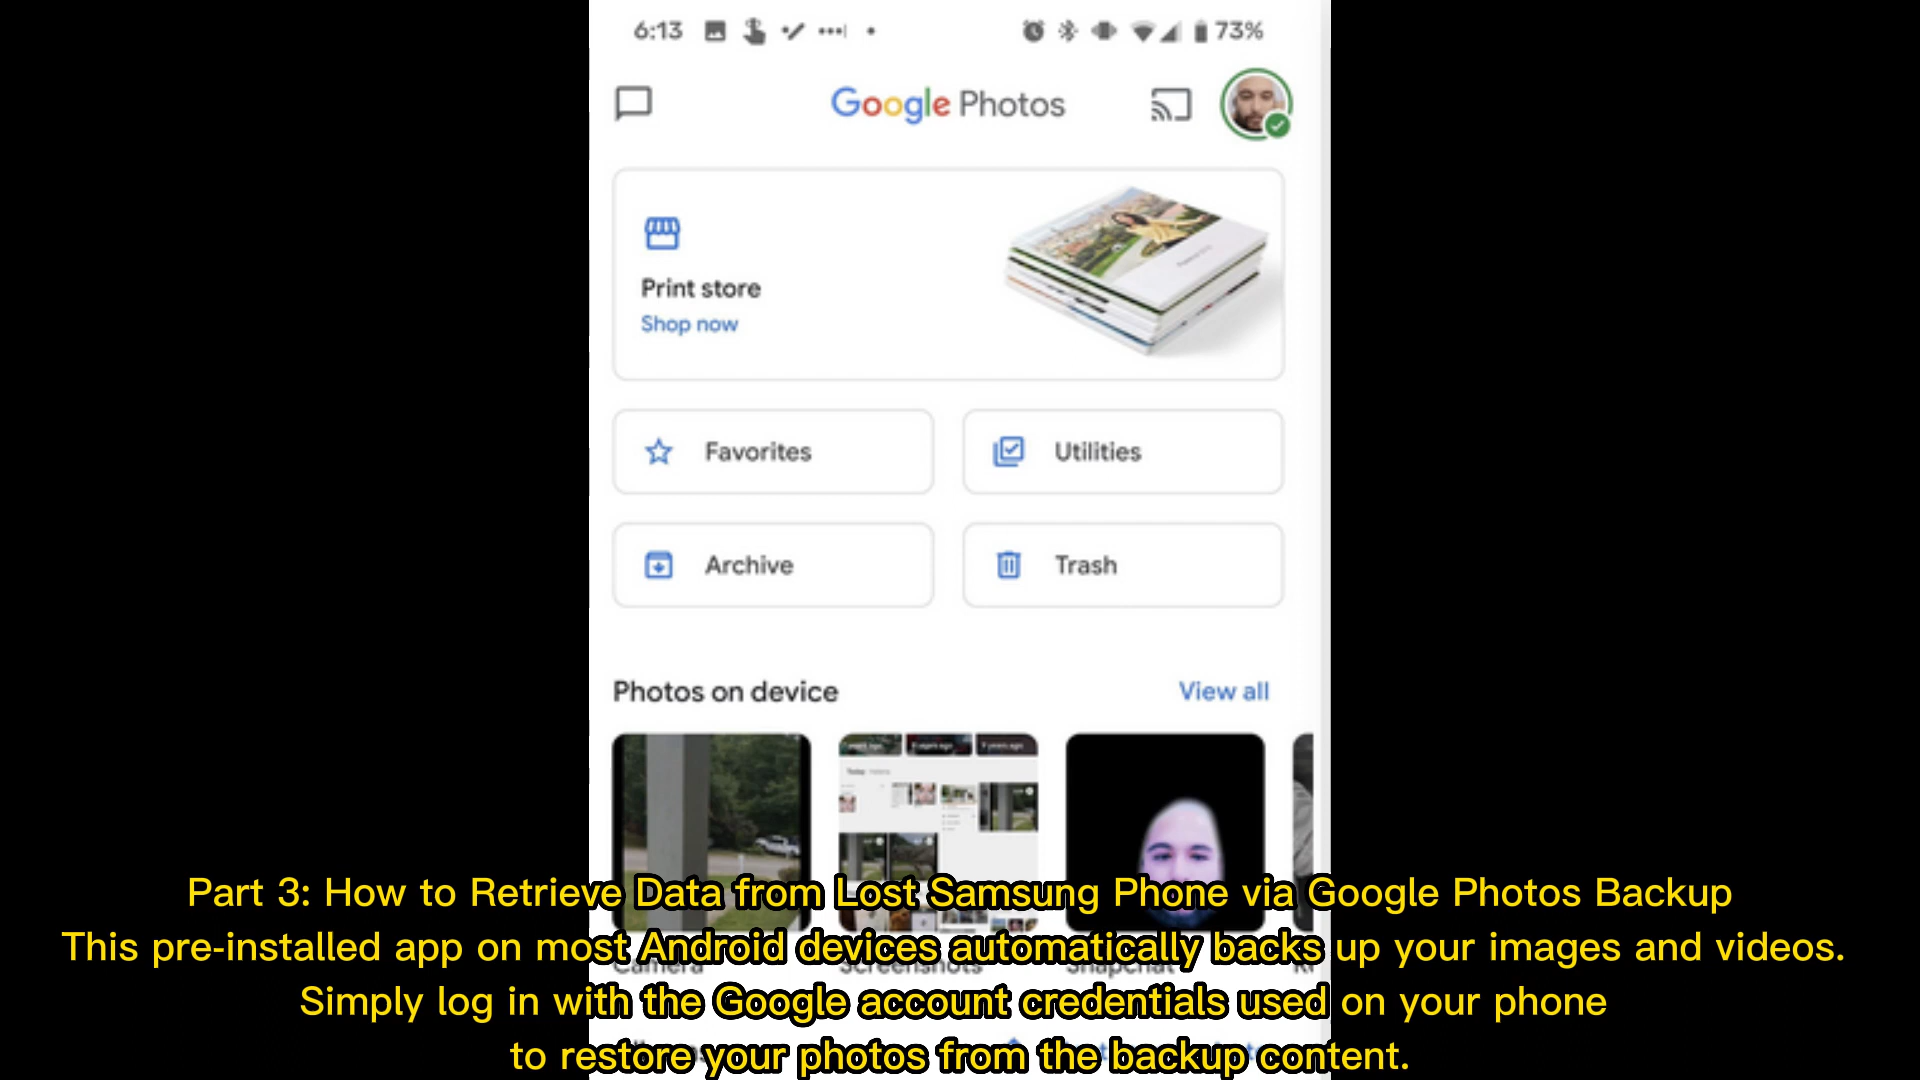 6:13
73%
Google Photos
Print store
Shop now
Favorites
Utilities
Archive
Trash
Photos on device
View all
Part 3: How to Retrieve Data from Lost Samsung Phone via Google Photos Backup
This pre-installed app on most Android devices automatically backs up your images and videos.
Camera
Screenshots
Snapchat
Simply log in with the Google account credentials used on your phone
to restore your photos from the backup content.